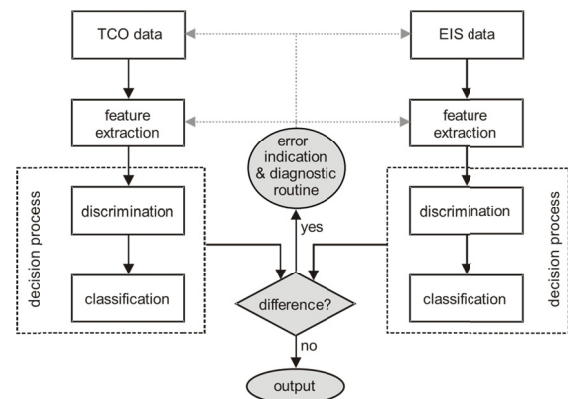 TCO data
EIS data
feature
extraction
feature
extraction
error
indication
& diagnostic
routine
decision process
discrimination
classification
discrimination
classification
decision process
yes
difference?
no
output